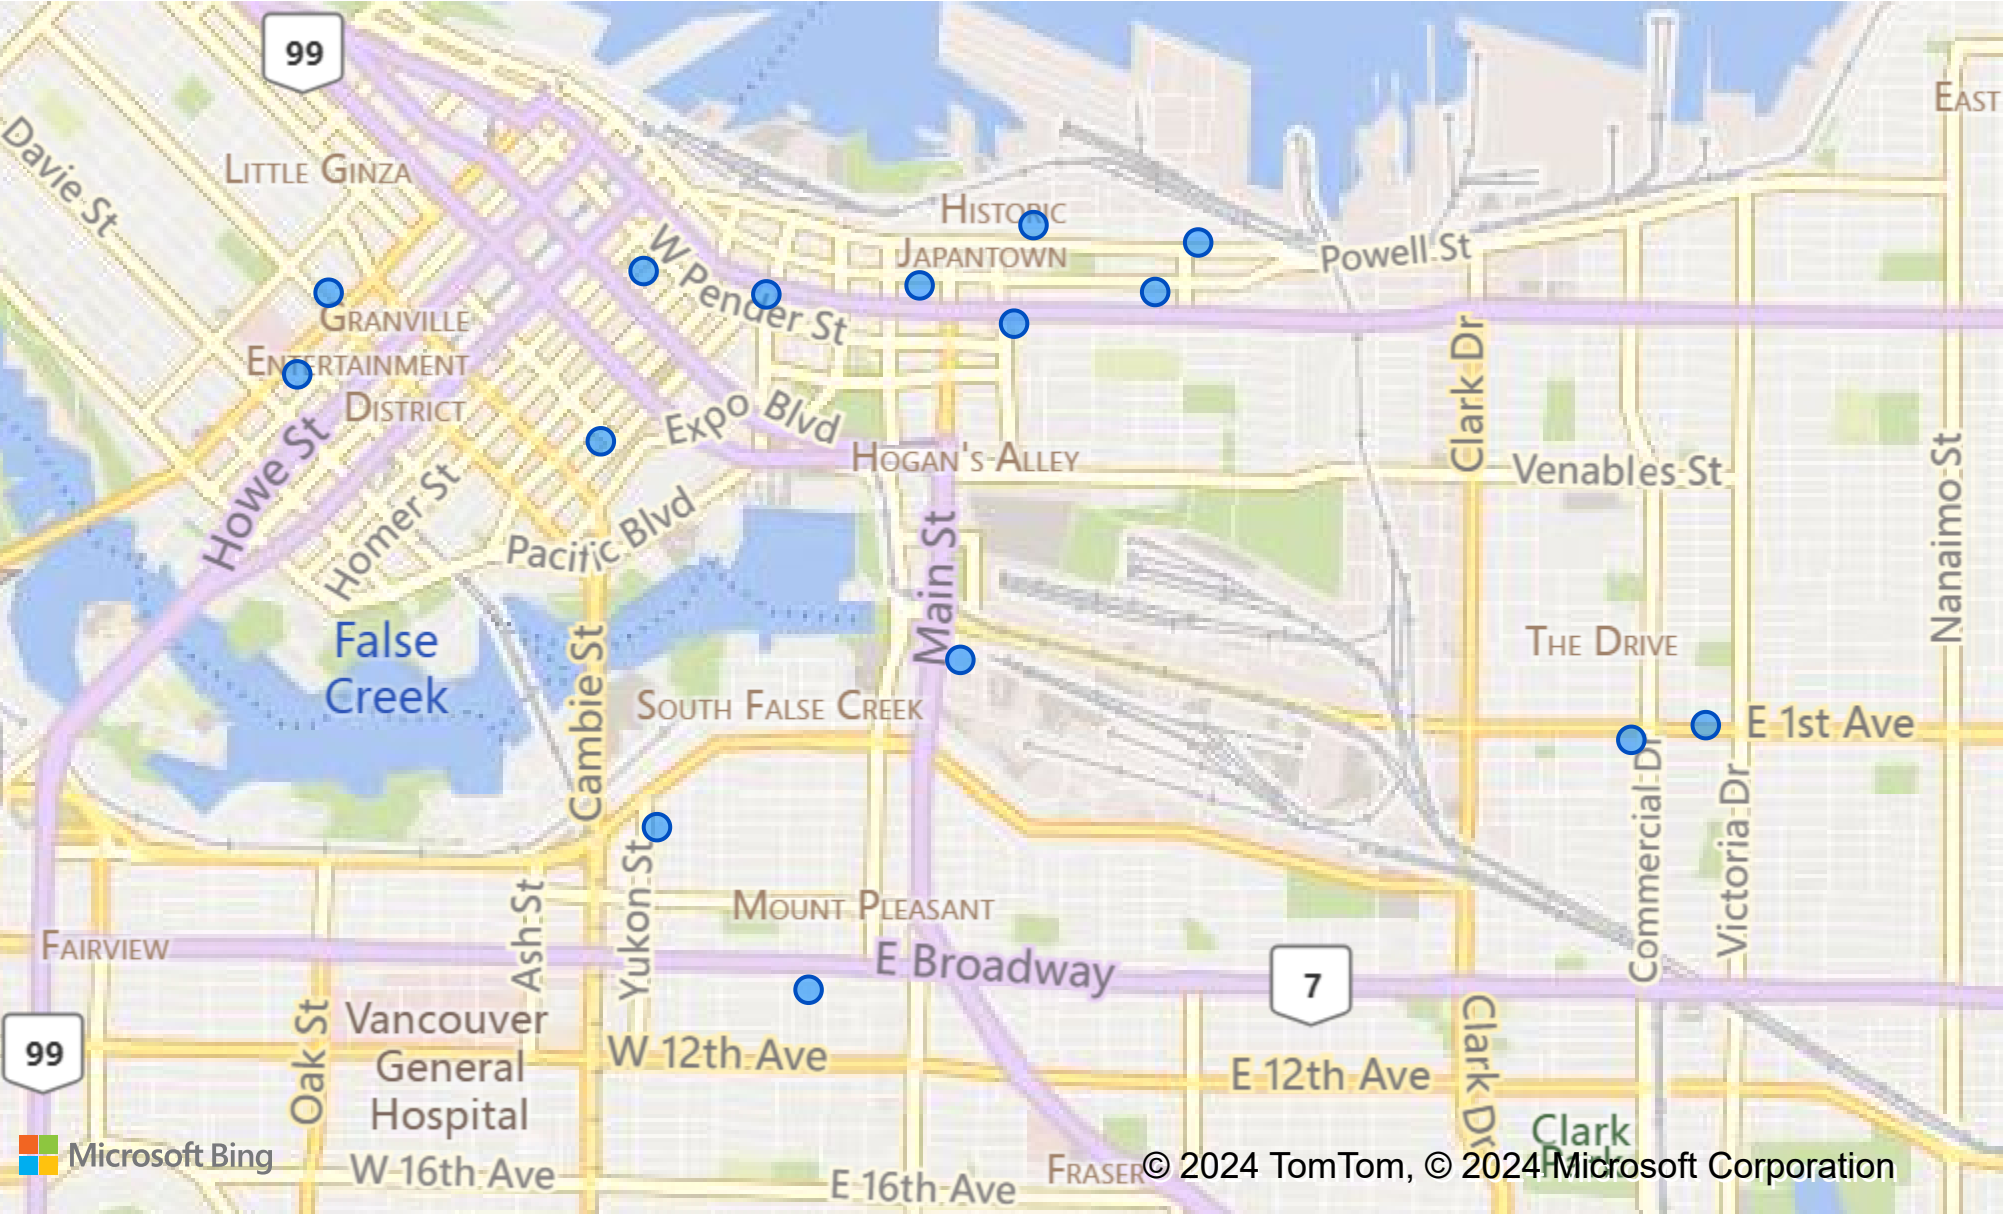 99
EAST
Davie St
LITTLE GINZA
HISTORIC
JAPANTOWN
W Pender St
Powell St
GRANVILLE
ENTERTAINMENT
DISTRICT
Clark Dr
Expo Blvd
HOGAN'S ALLEY
Venables St
Howe St
Homer St
Pacific Blvd
Main St
Nanaimo St
False
Creek
Cambie St
THE DRIVE
SOUTH FALSE CREEK
E 1st Ave
Commercial Dr
Victoria Dr
Yukon St
Ash St
MOUNT PLEASANT
FAIRVIEW
E Broadway
7
Oak St
Vancouver
General
Hospital
99
W 12th Ave
E 12th Ave
Clark Dr
Clark
Park
Microsoft Bing
W 16th Ave
E 16th Ave
FRASER
© 2024 TomTom, © 2024 Microsoft Corporation